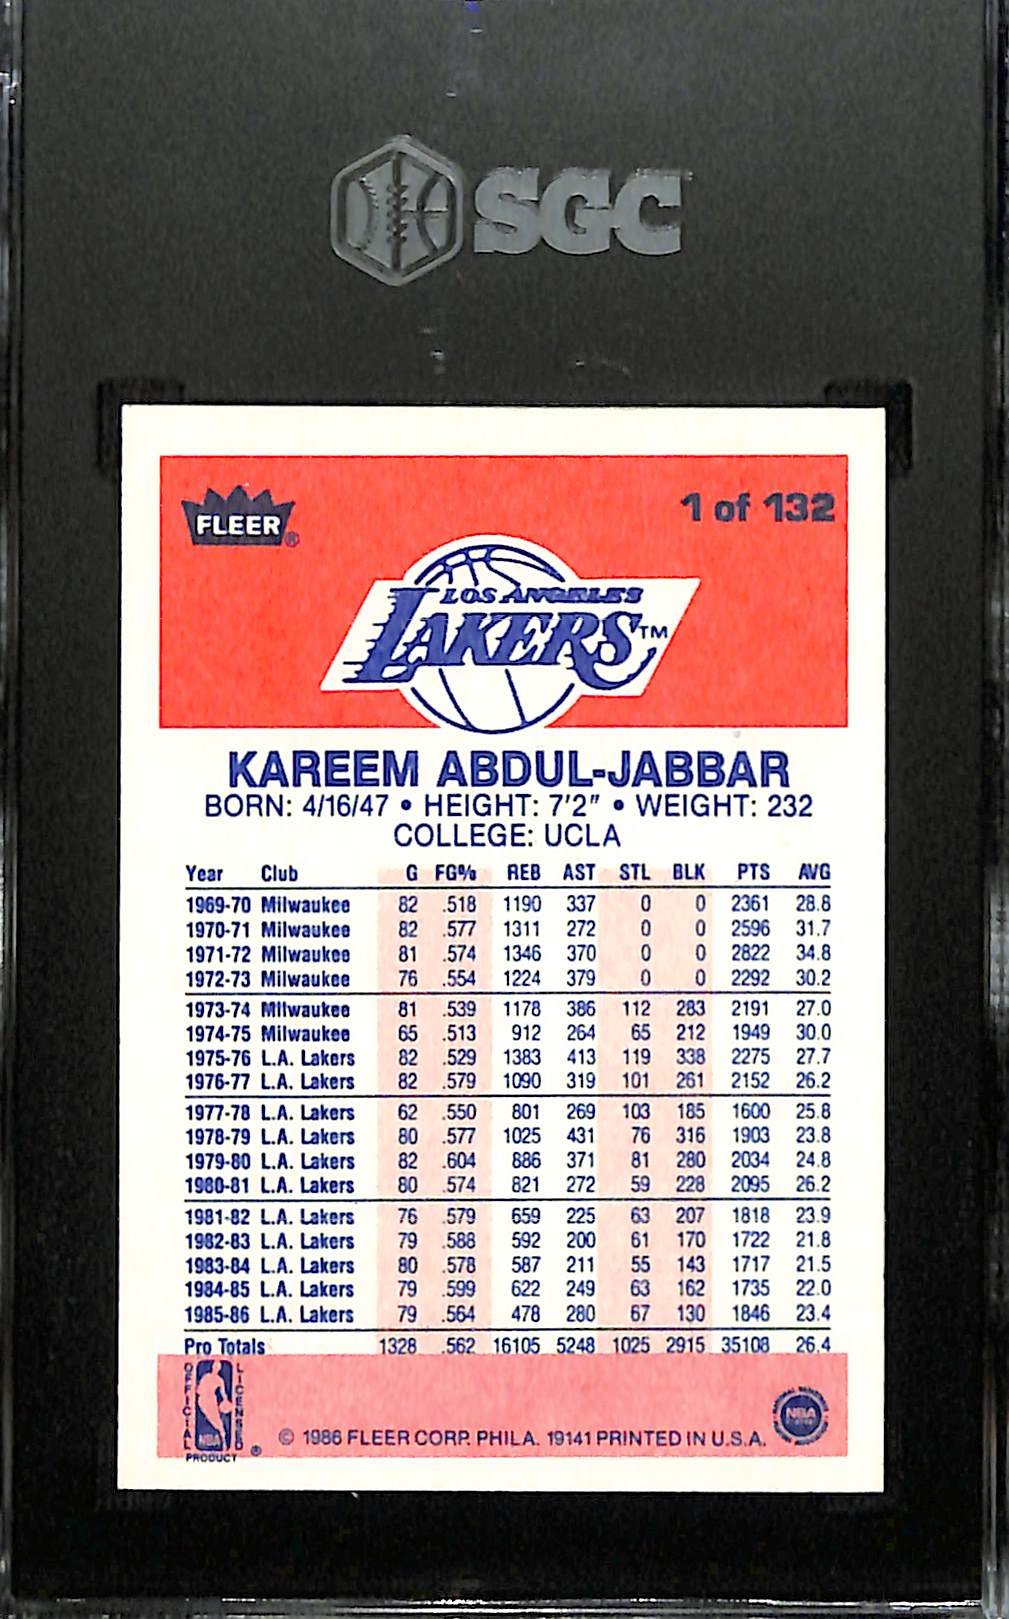 SGC
FLEER®
1 of 132
LOS ANGELES
LAKERS™
KAREEM ABDUL-JABBAR
BORN: 4/16/47 • HEIGHT: 7'2" • WEIGHT: 232
COLLEGE: UCLA
Year Club G FG% REB AST STL BLK PTS AVG
1969-70 Milwaukee 82 .518 1190 337 0 0 2361 28.8
1970-71 Milwaukee 82 .577 1311 272 0 0 2596 31.7
1971-72 Milwaukee 81 .574 1346 370 0 0 2822 34.8
1972-73 Milwaukee 76 .554 1224 379 0 0 2292 30.2
1973-74 Milwaukee 81 .539 1178 386 112 283 2191 27.0
1974-75 Milwaukee 65 .513 912 264 65 212 1949 30.0
1975-76 L.A. Lakers 82 .529 1383 413 119 338 2275 27.7
1976-77 L.A. Lakers 82 .579 1090 319 101 261 2152 26.2
1977-78 L.A. Lakers 62 .550 801 269 103 185 1600 25.8
1978-79 L.A. Lakers 80 .577 1025 431 76 316 1903 23.8
1979-80 L.A. Lakers 82 .604 886 371 81 280 2034 24.8
1980-81 L.A. Lakers 80 .574 821 272 59 228 2095 26.2
1981-82 L.A. Lakers 76 .579 659 225 63 207 1818 23.9
1982-83 L.A. Lakers 79 .588 592 200 61 170 1722 21.8
1983-84 L.A. Lakers 80 .578 587 211 55 143 1717 21.5
1984-85 L.A. Lakers 79 .599 622 249 63 162 1735 22.0
1985-86 L.A. Lakers 79 .564 478 280 67 130 1846 23.4
Pro Totals 1328 .562 16105 5248 1025 2915 35108 26.4
OFFICIAL LICENSED
NBA
PRODUCT ®
© 1986 FLEER CORP. PHILA. 19141 PRINTED IN U.S.A.
NBA